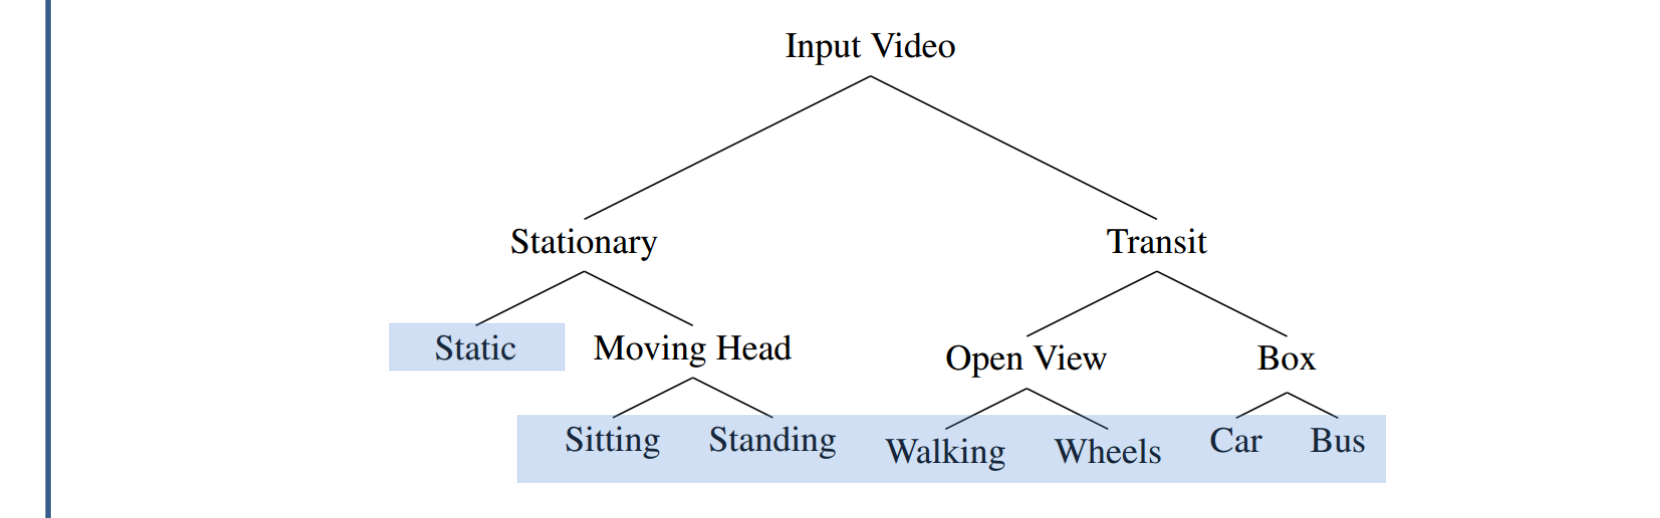 Input Video
Stationary
Transit
Static
Moving Head
Open View
Box
Sitting
Standing
Walking
Wheels
Car
Bus